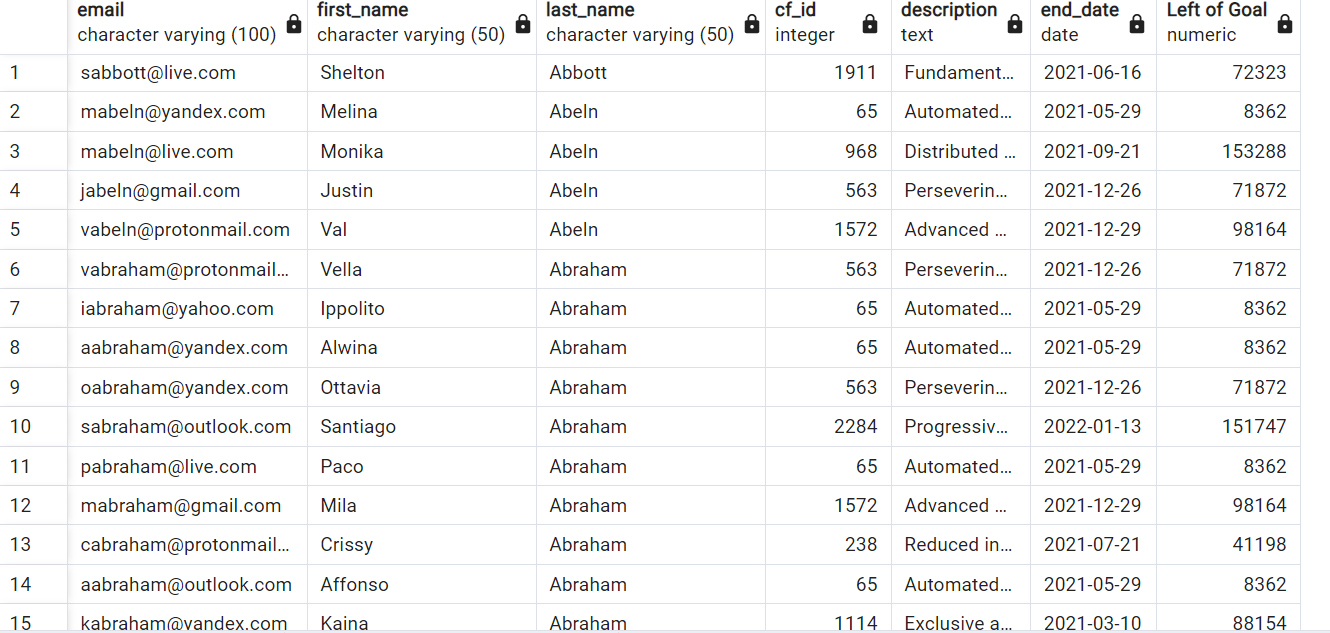 email first_name last_name cf_id description end_date Left of Goal
character varying (100) character varying (50) character varying (50) integer text date numeric
1 sabbott@live.com Shelton Abbott 1911 Fundament... 2021-06-16 72323
2 mabeln@yandex.com Melina Abeln 65 Automated... 2021-05-29 8362
3 mabeln@live.com Monika Abeln 968 Distributed ... 2021-09-21 153288
4 jabeln@gmail.com Justin Abeln 563 Perseverin... 2021-12-26 71872
5 vabeln@protonmail.com Val Abeln 1572 Advanced ... 2021-12-29 98164
6 vabraham@protonmail... Vella Abraham 563 Perseverin... 2021-12-26 71872
7 iabraham@yahoo.com Ippolito Abraham 65 Automated... 2021-05-29 8362
8 aabraham@yandex.com Alwina Abraham 65 Automated... 2021-05-29 8362
9 oabraham@yandex.com Ottavia Abraham 563 Perseverin... 2021-12-26 71872
10 sabraham@outlook.com Santiago Abraham 2284 Progressiv... 2022-01-13 151747
11 pabraham@live.com Paco Abraham 65 Automated... 2021-05-29 8362
12 mabraham@gmail.com Mila Abraham 1572 Advanced ... 2021-12-29 98164
13 cabraham@protonmail... Crissy Abraham 238 Reduced in... 2021-07-21 41198
14 aabraham@outlook.com Affonso Abraham 65 Automated... 2021-05-29 8362
15 kabraham@yandex.com Kaina Abraham 1114 Exclusive a... 2021-03-10 88154